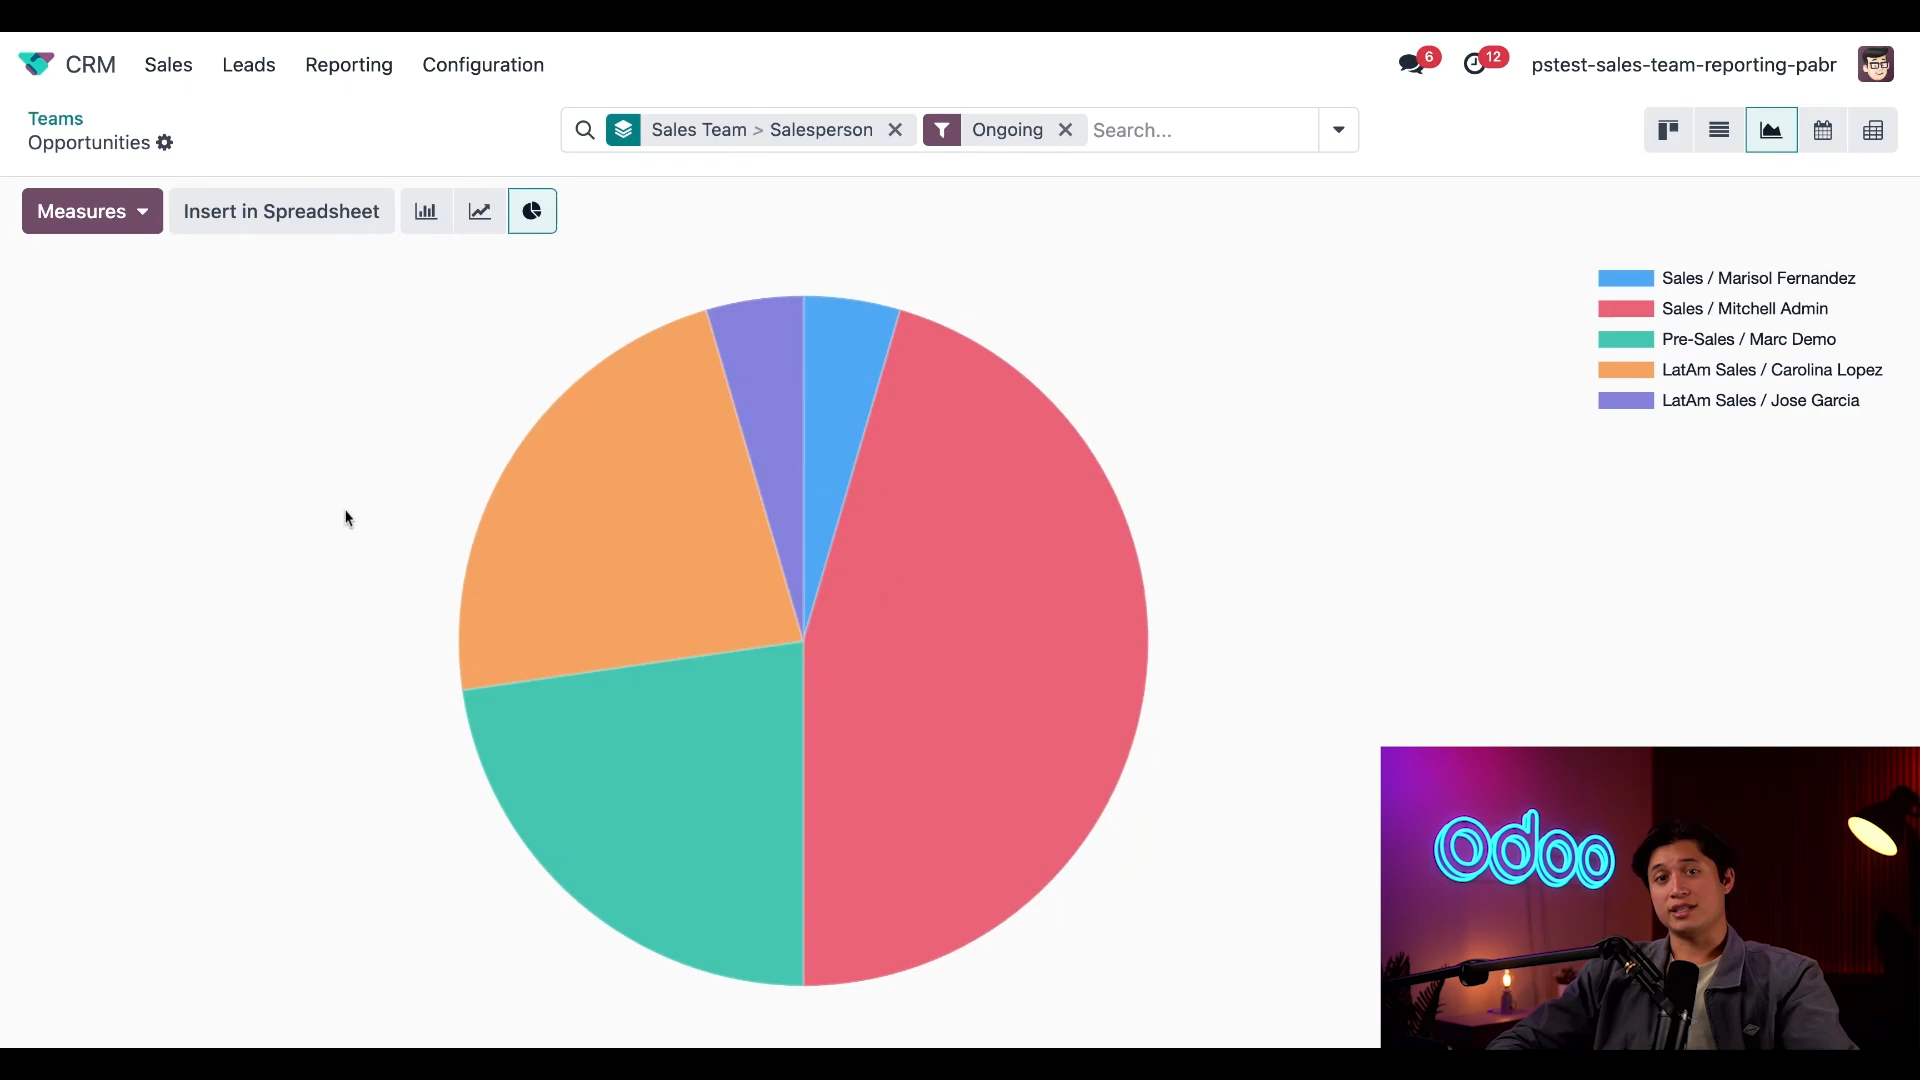 CRM Sales Leads Reporting Configuration 6 12 pstest-sales-team-reporting-pabr
Teams
Opportunities
Sales Team > Salesperson Ongoing Search...
Measures Insert in Spreadsheet
Sales / Marisol Fernandez
Sales / Mitchell Admin
Pre-Sales / Marc Demo
LatAm Sales / Carolina Lopez
LatAm Sales / Jose Garcia
odoo